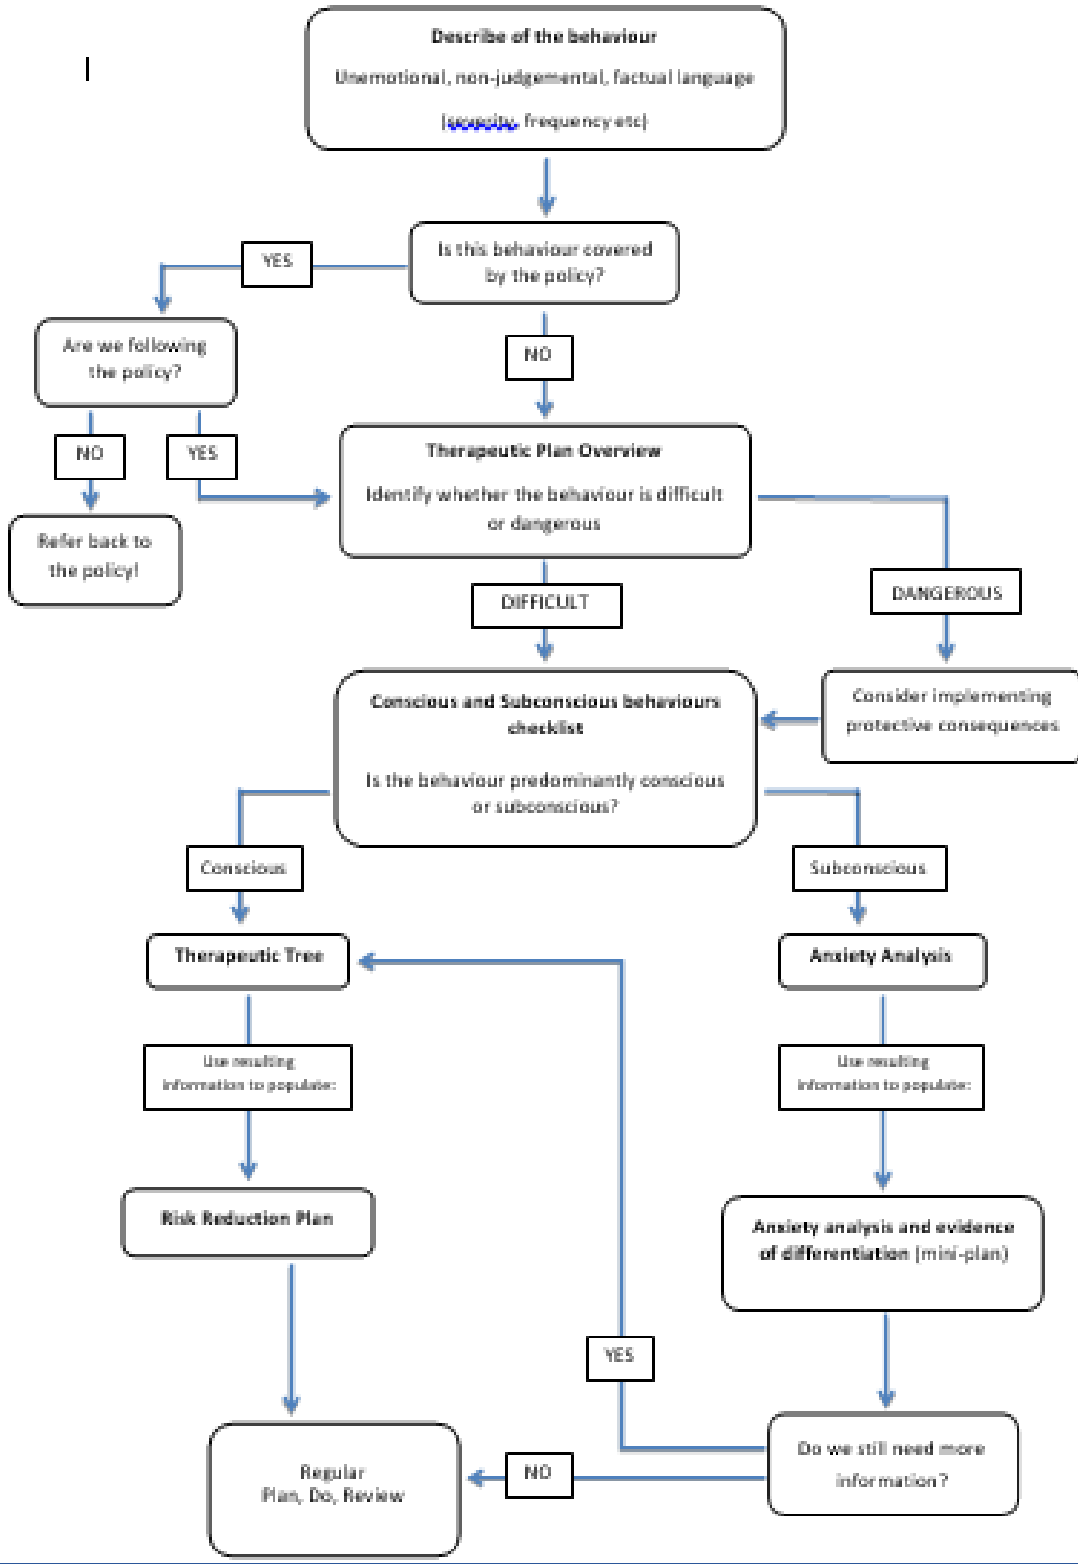 Describe of the behaviour
Unemotional, non-judgemental, factual language
(severity, frequency etc)
Is this behaviour covered
by the policy?
YES
Are we following
the policy?
NO
NO
YES
Therapeutic Plan Overview
Identify whether the behaviour is difficult
or dangerous
Refer back to
the policy!
DIFFICULT
DANGEROUS
Conscious and Subconscious behaviours
checklist
Is the behaviour predominantly conscious
or subconscious?
Consider implementing
protective consequences
Conscious
Subconscious
Therapeutic Tree
Anxiety Analysis
Use resulting
information to populate:
Use resulting
information to populate:
Risk Reduction Plan
Anxiety analysis and evidence
of differentiation (mini-plan)
YES
Do we still need more
information?
NO
Regular
Plan, Do, Review